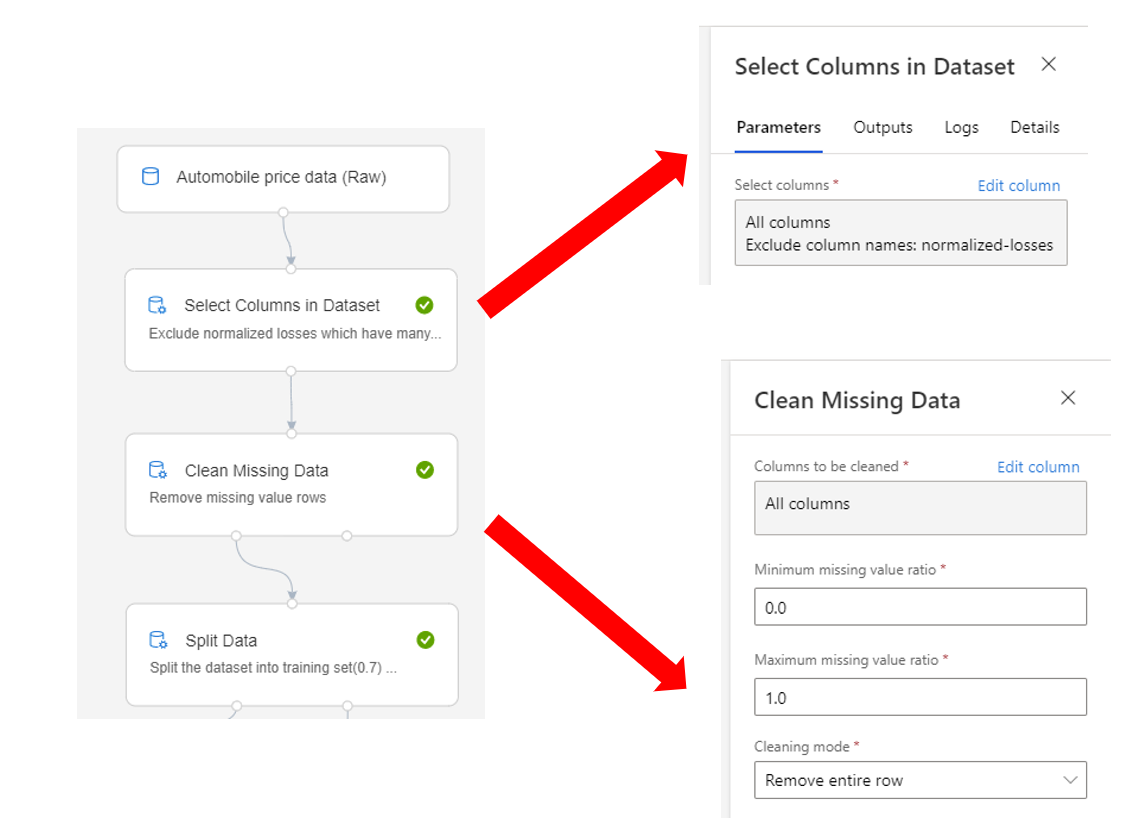 Automobile price data (Raw)
Select Columns in Dataset
Exclude normalized losses which have many...
Clean Missing Data
Remove missing value rows
Split Data
Split the dataset into training set(0.7) ...
Select Columns in Dataset
Parameters Outputs Logs Details
Select columns * Edit column
All columns
Exclude column names: normalized-losses
Clean Missing Data
Columns to be cleaned * Edit column
All columns
Minimum missing value ratio *
0.0
Maximum missing value ratio *
1.0
Cleaning mode *
Remove entire row